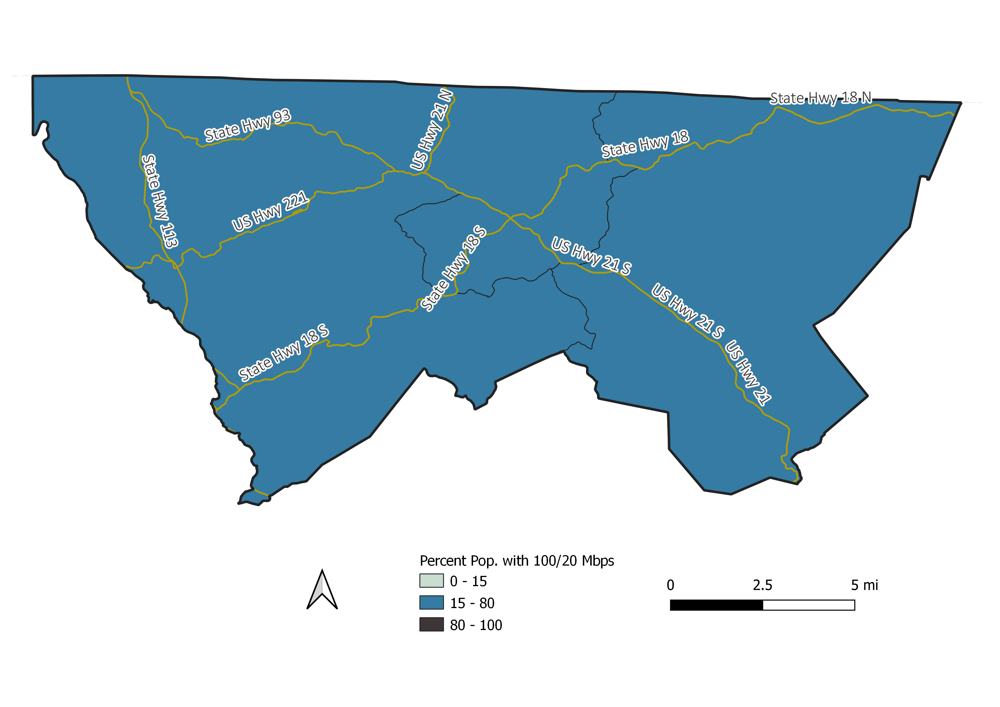 State Hwy 18 N
US Hwy 21 N
State Hwy 93
State Hwy 18
State Hwy 113
US Hwy 221
State Hwy 18 S
US Hwy 21 S
US Hwy 21 S
State Hwy 18 S
US Hwy 21
Percent Pop. with 100/20 Mbps
0 - 15
15 - 80
80 - 100
0 2.5 5 mi